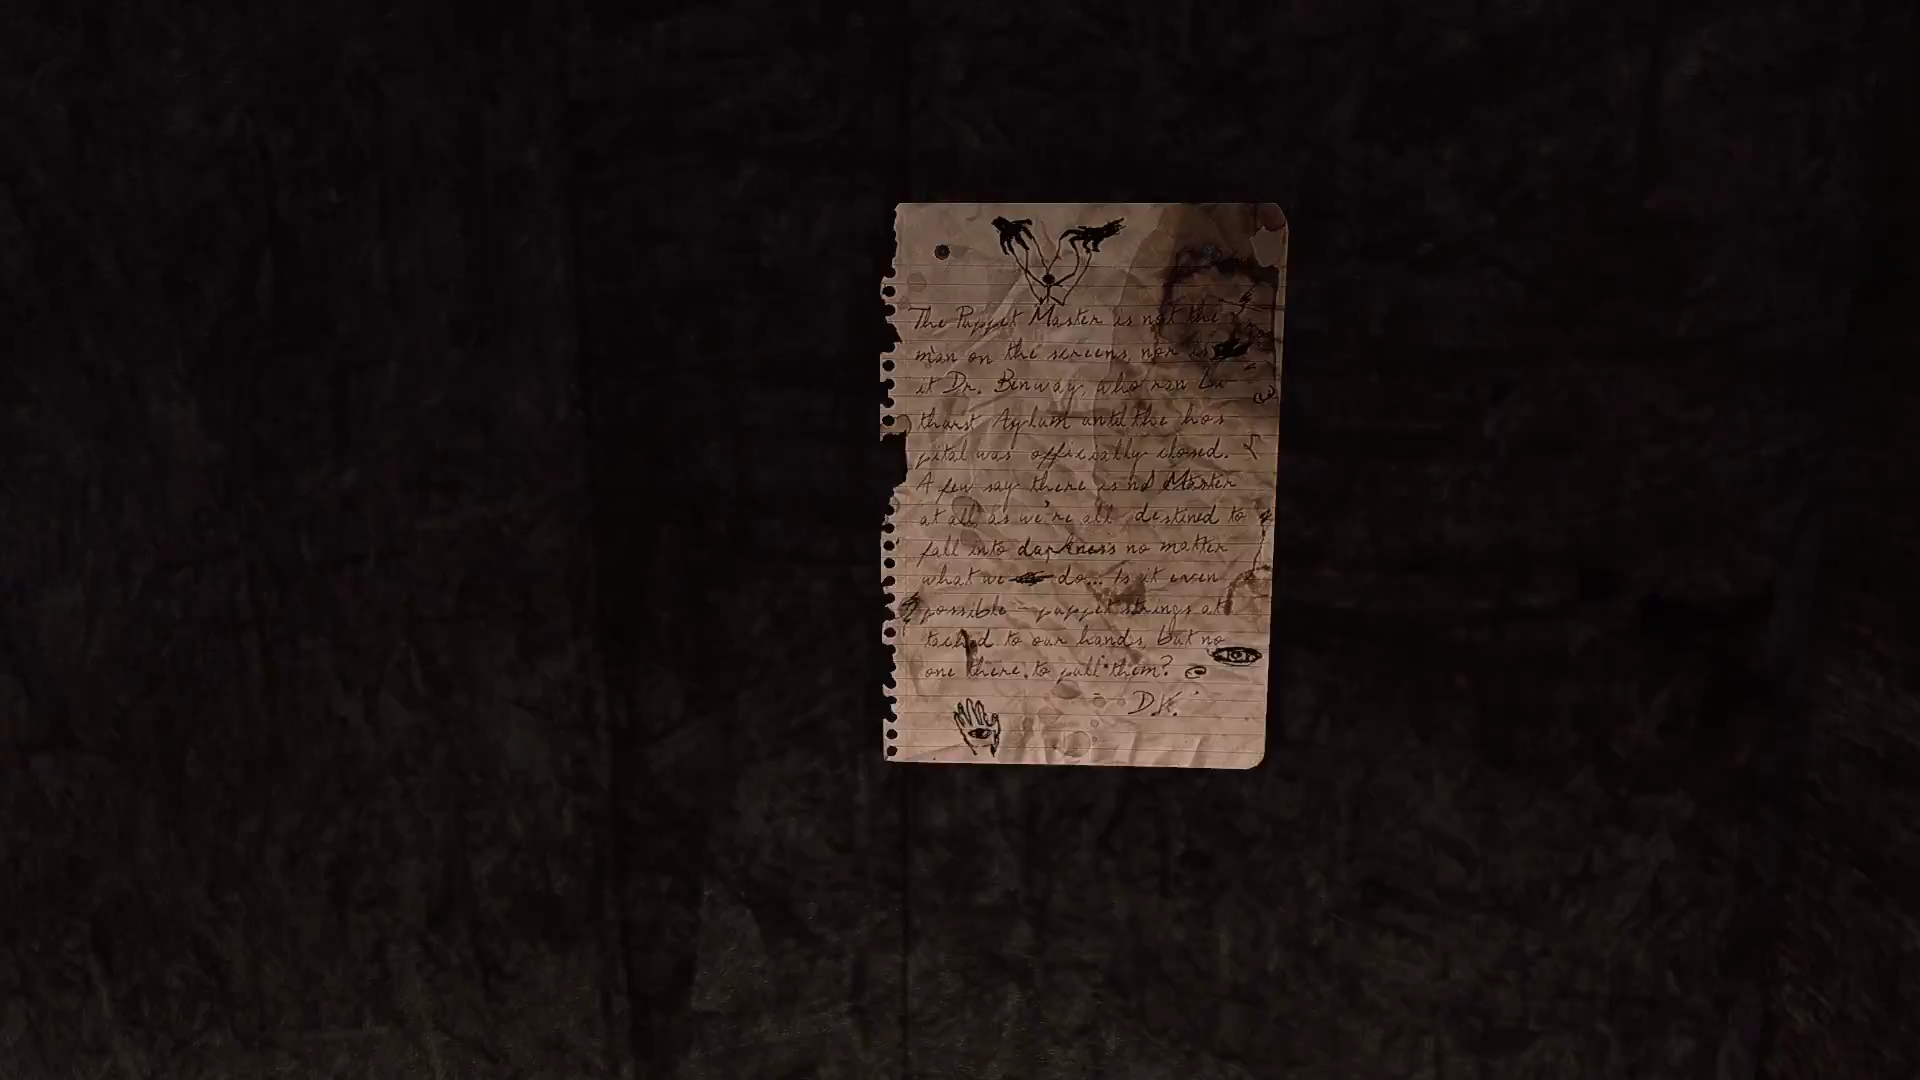 The Puppet Master is not the
man on the screens, nor is
it Dr. Benway, who ran Li
thurst Asylum until the hos
pital was officially closed.
A few say there is no Master
at all, as we're all destined to
fall into darkness no matter
what we do... Is it even
possible - puppet strings at
tached to our hands, but no
one there, to pull them?
D.K.